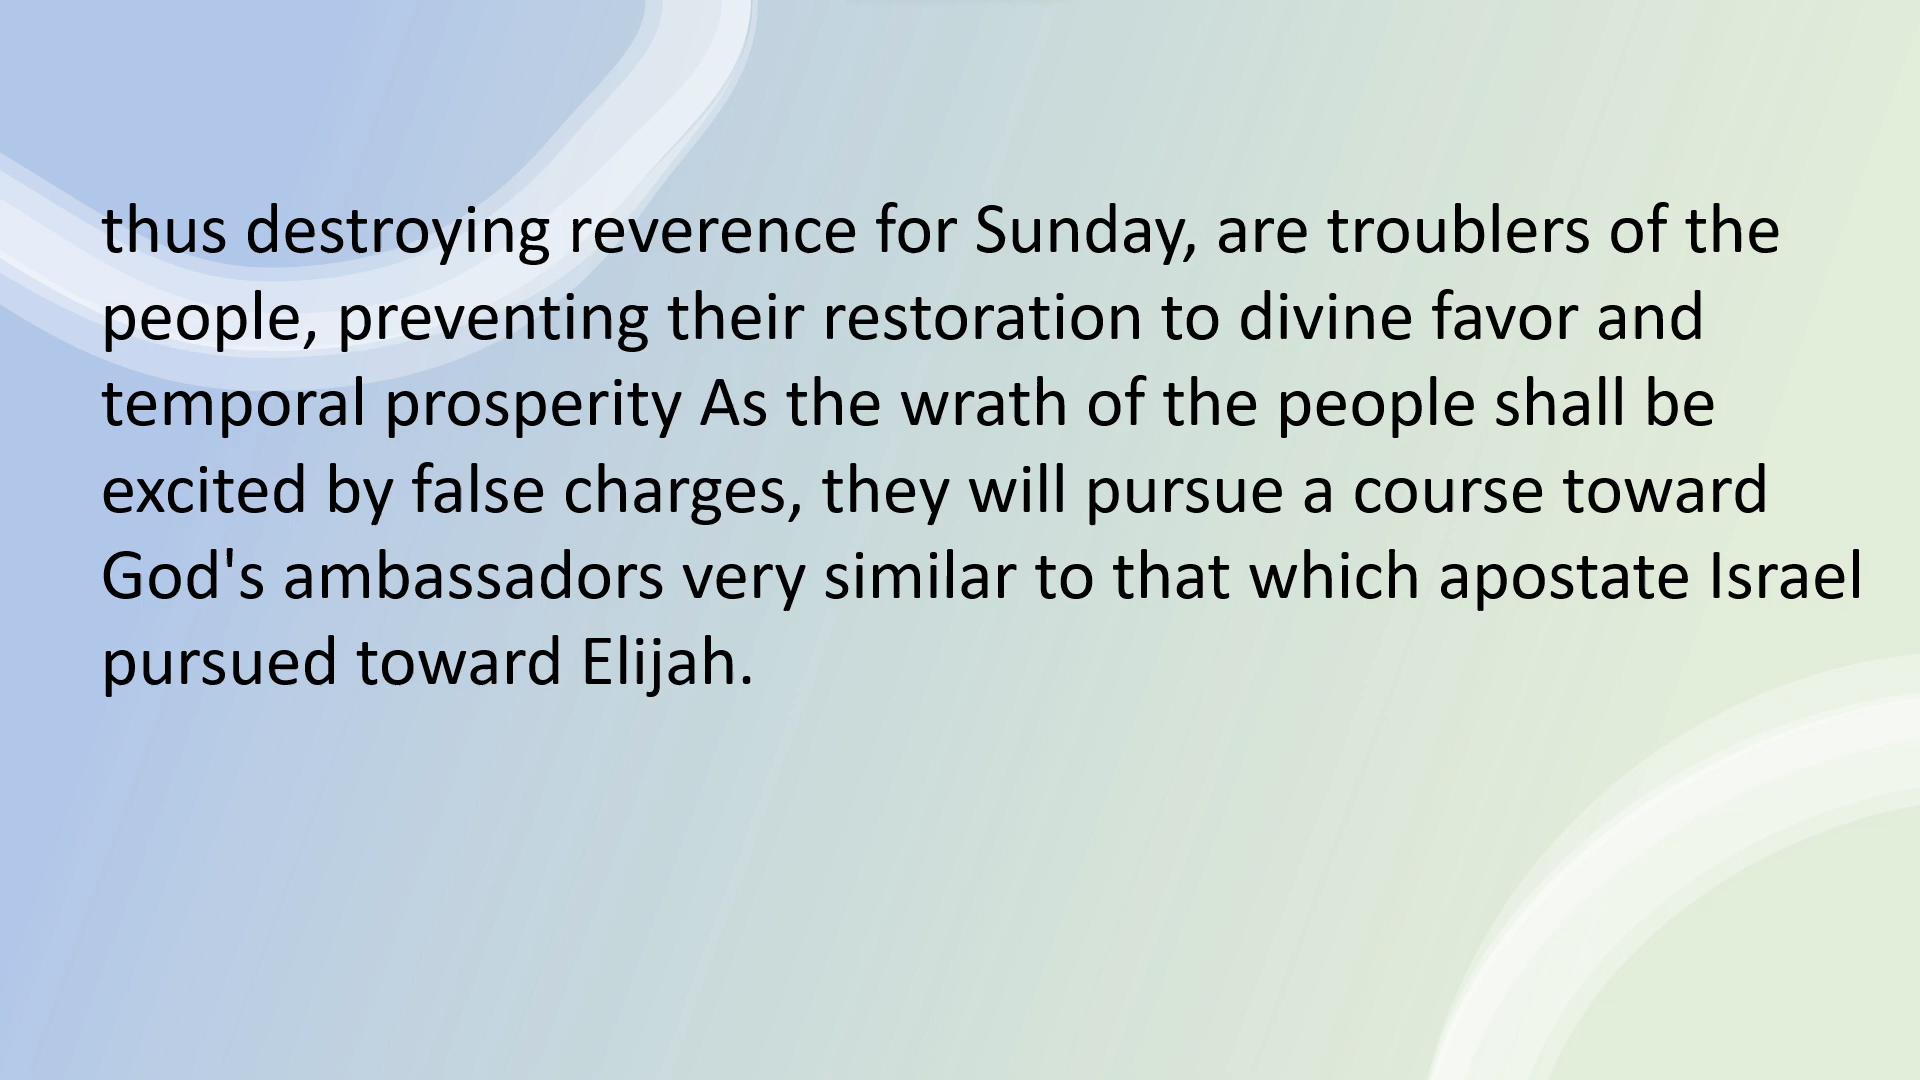 thus destroying reverence for Sunday, are troublers of the
people, preventing their restoration to divine favor and
temporal prosperity As the wrath of the people shall be
excited by false charges, they will pursue a course toward
God's ambassadors very similar to that which apostate Israel
pursued toward Elijah.